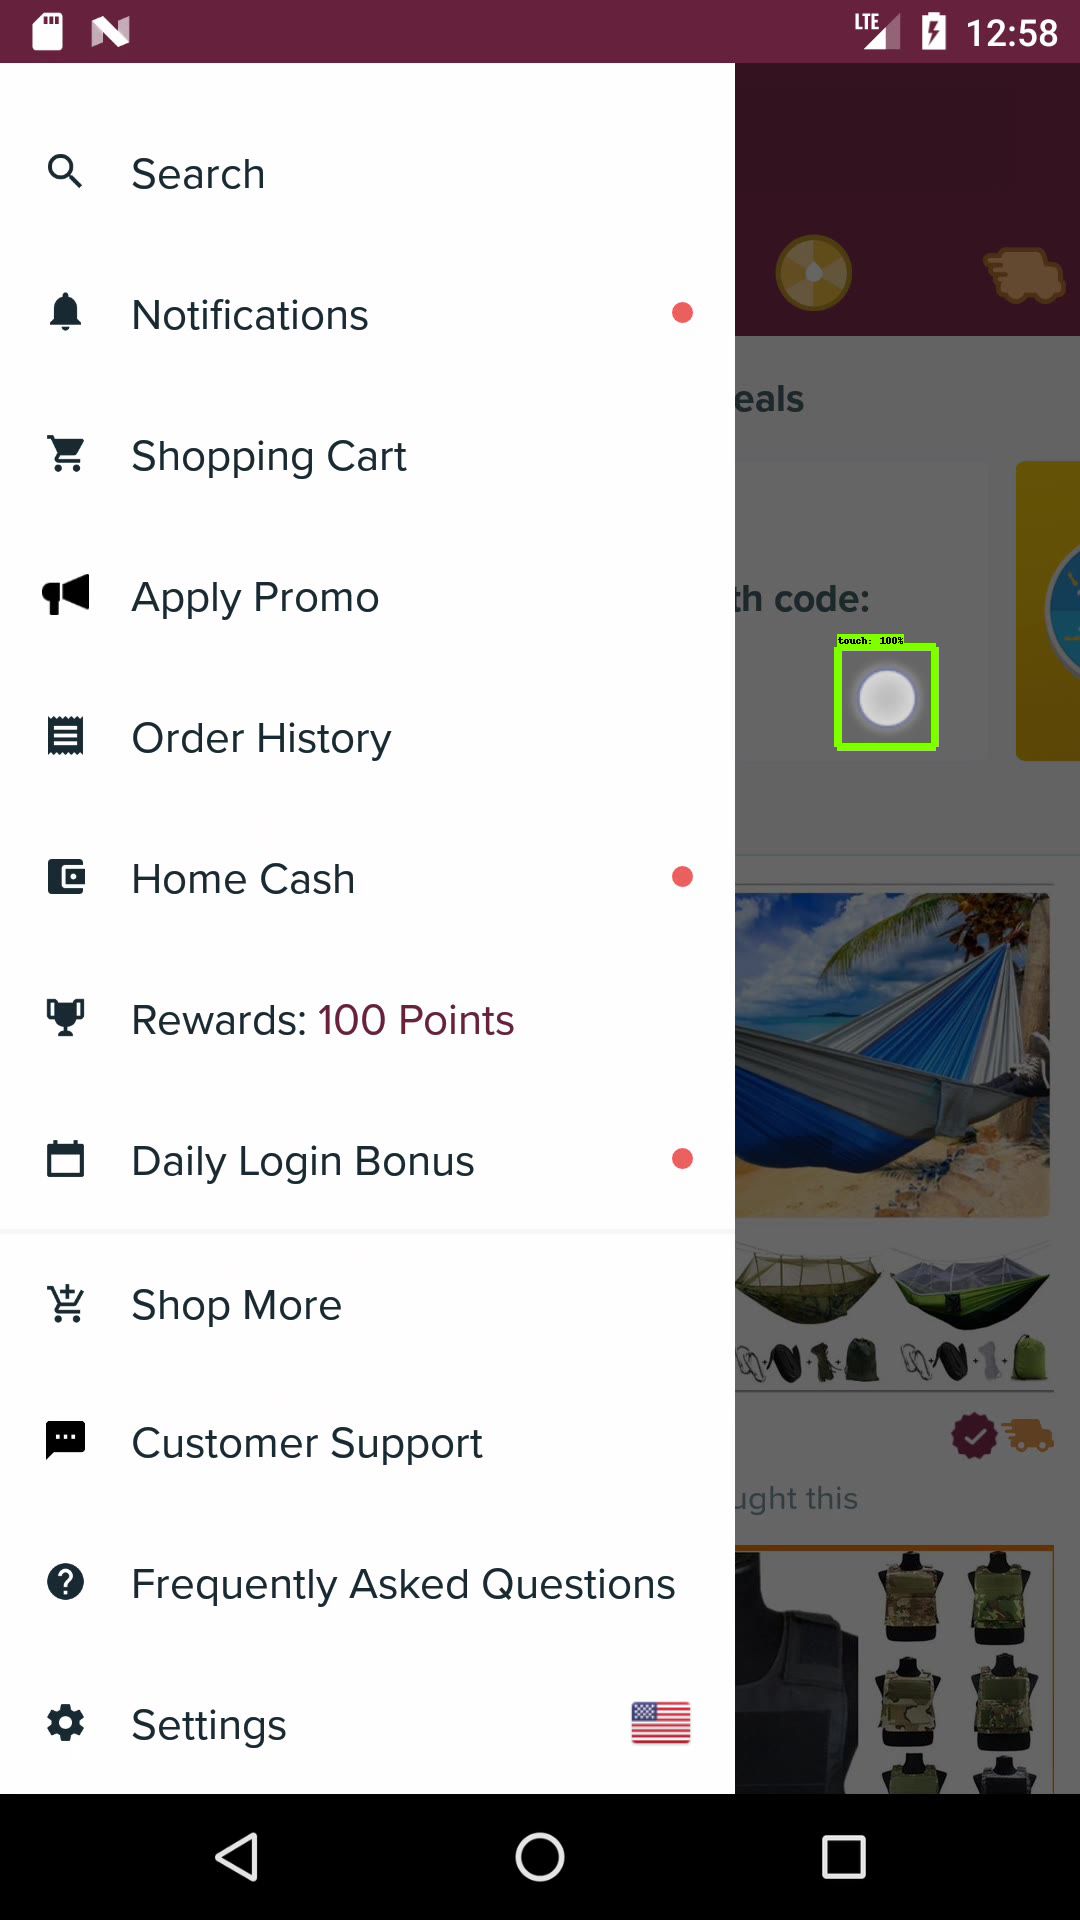 LTE 12:58
Search
Notifications
Shopping Cart
eals
Apply Promo
th code:
touch: 100%
Order History
Home Cash
Rewards: 100 Points
Daily Login Bonus
Shop More
Customer Support
ught this
Frequently Asked Questions
Settings